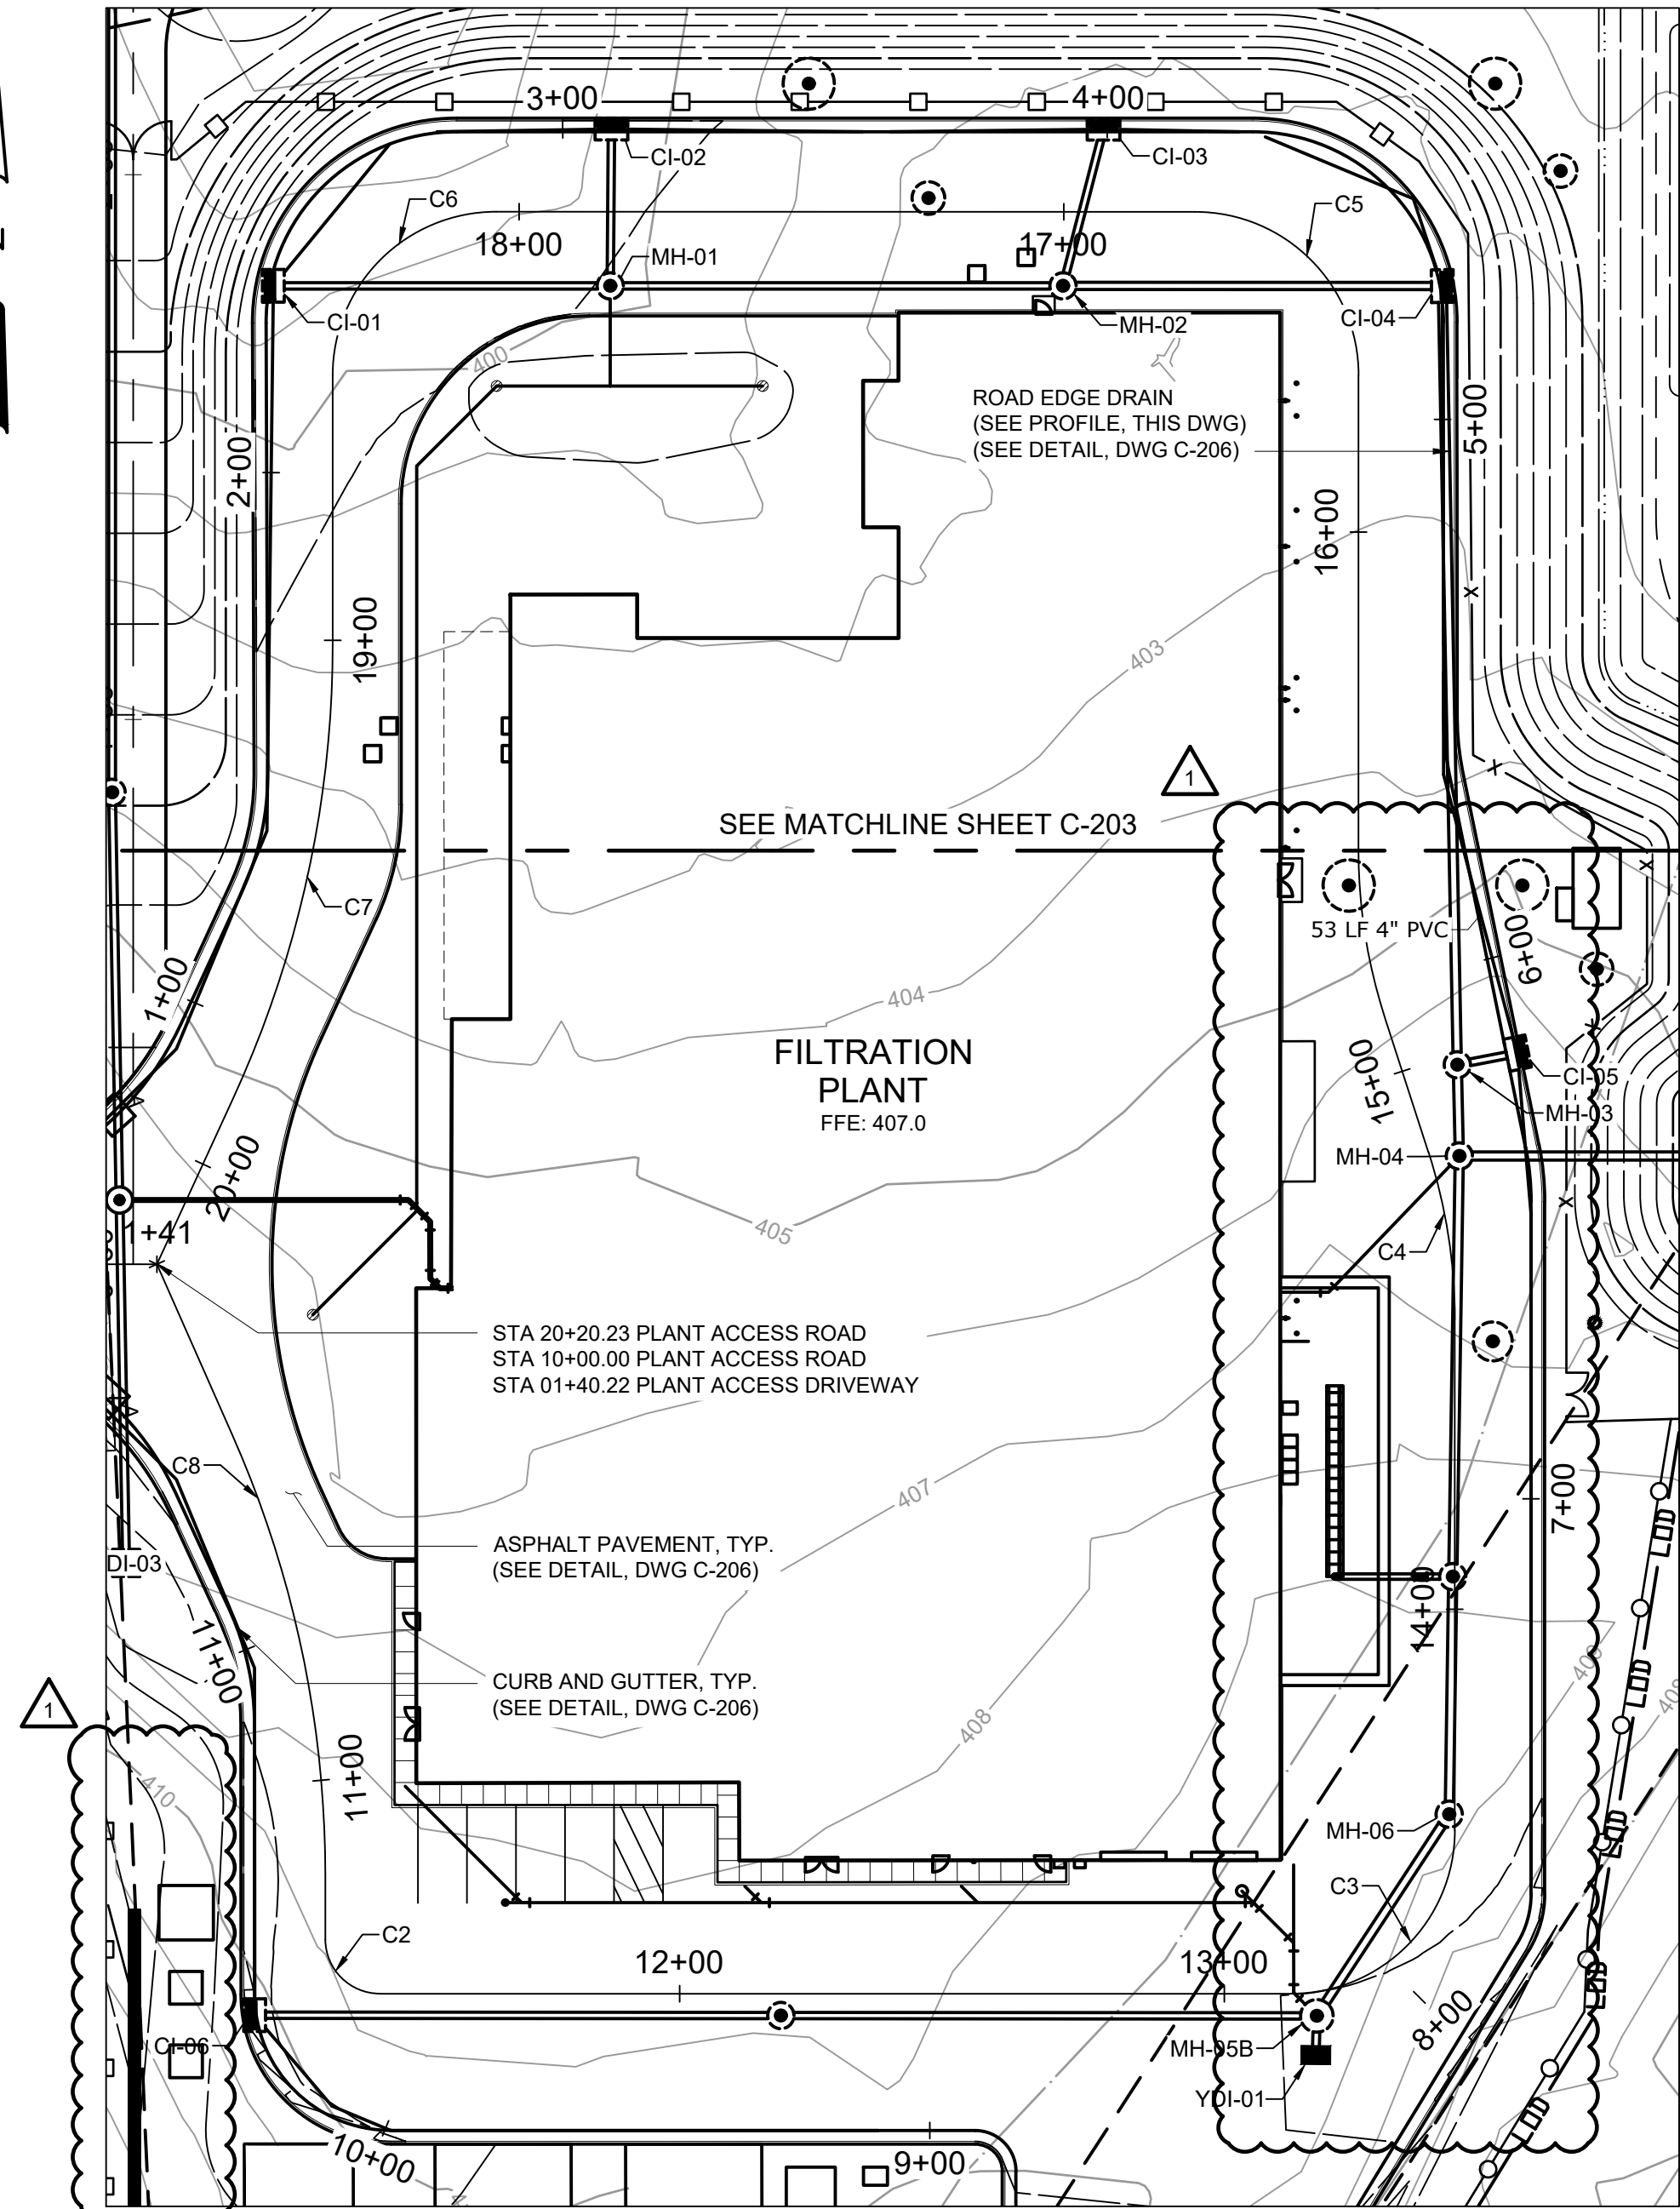 3+00
4+00
CI-02
CI-03
C6
C5
18+00
17+00
MH-01
CI-01
MH-02
CI-04
400
ROAD EDGE DRAIN
(SEE PROFILE, THIS DWG)
(SEE DETAIL, DWG C-206)
5+00
2+00
16+00
19+00
403
X
1
X
SEE MATCHLINE SHEET C-203
X
C7
53 LF 4" PVC
6+00
1+00
404
FILTRATION
PLANT
FFE: 407.0
15+00
X
CI-05
MH-03
MH-04
20+00
X
1+41
405
C4
STA 20+20.23 PLANT ACCESS ROAD
STA 10+00.00 PLANT ACCESS ROAD
STA 01+40.22 PLANT ACCESS DRIVEWAY
C8
407
7+00
LDD
ASPHALT PAVEMENT, TYP.
(SEE DETAIL, DWG C-206)
DI-03
14+00
11+00
CURB AND GUTTER, TYP.
(SEE DETAIL, DWG C-206)
LDD
1
408
11+00
410
MH-06
LDD
C3
C2
12+00
13+00
LDD
8+00
CI-06
MH-05B
YDI-01
LDD
10+00
9+00